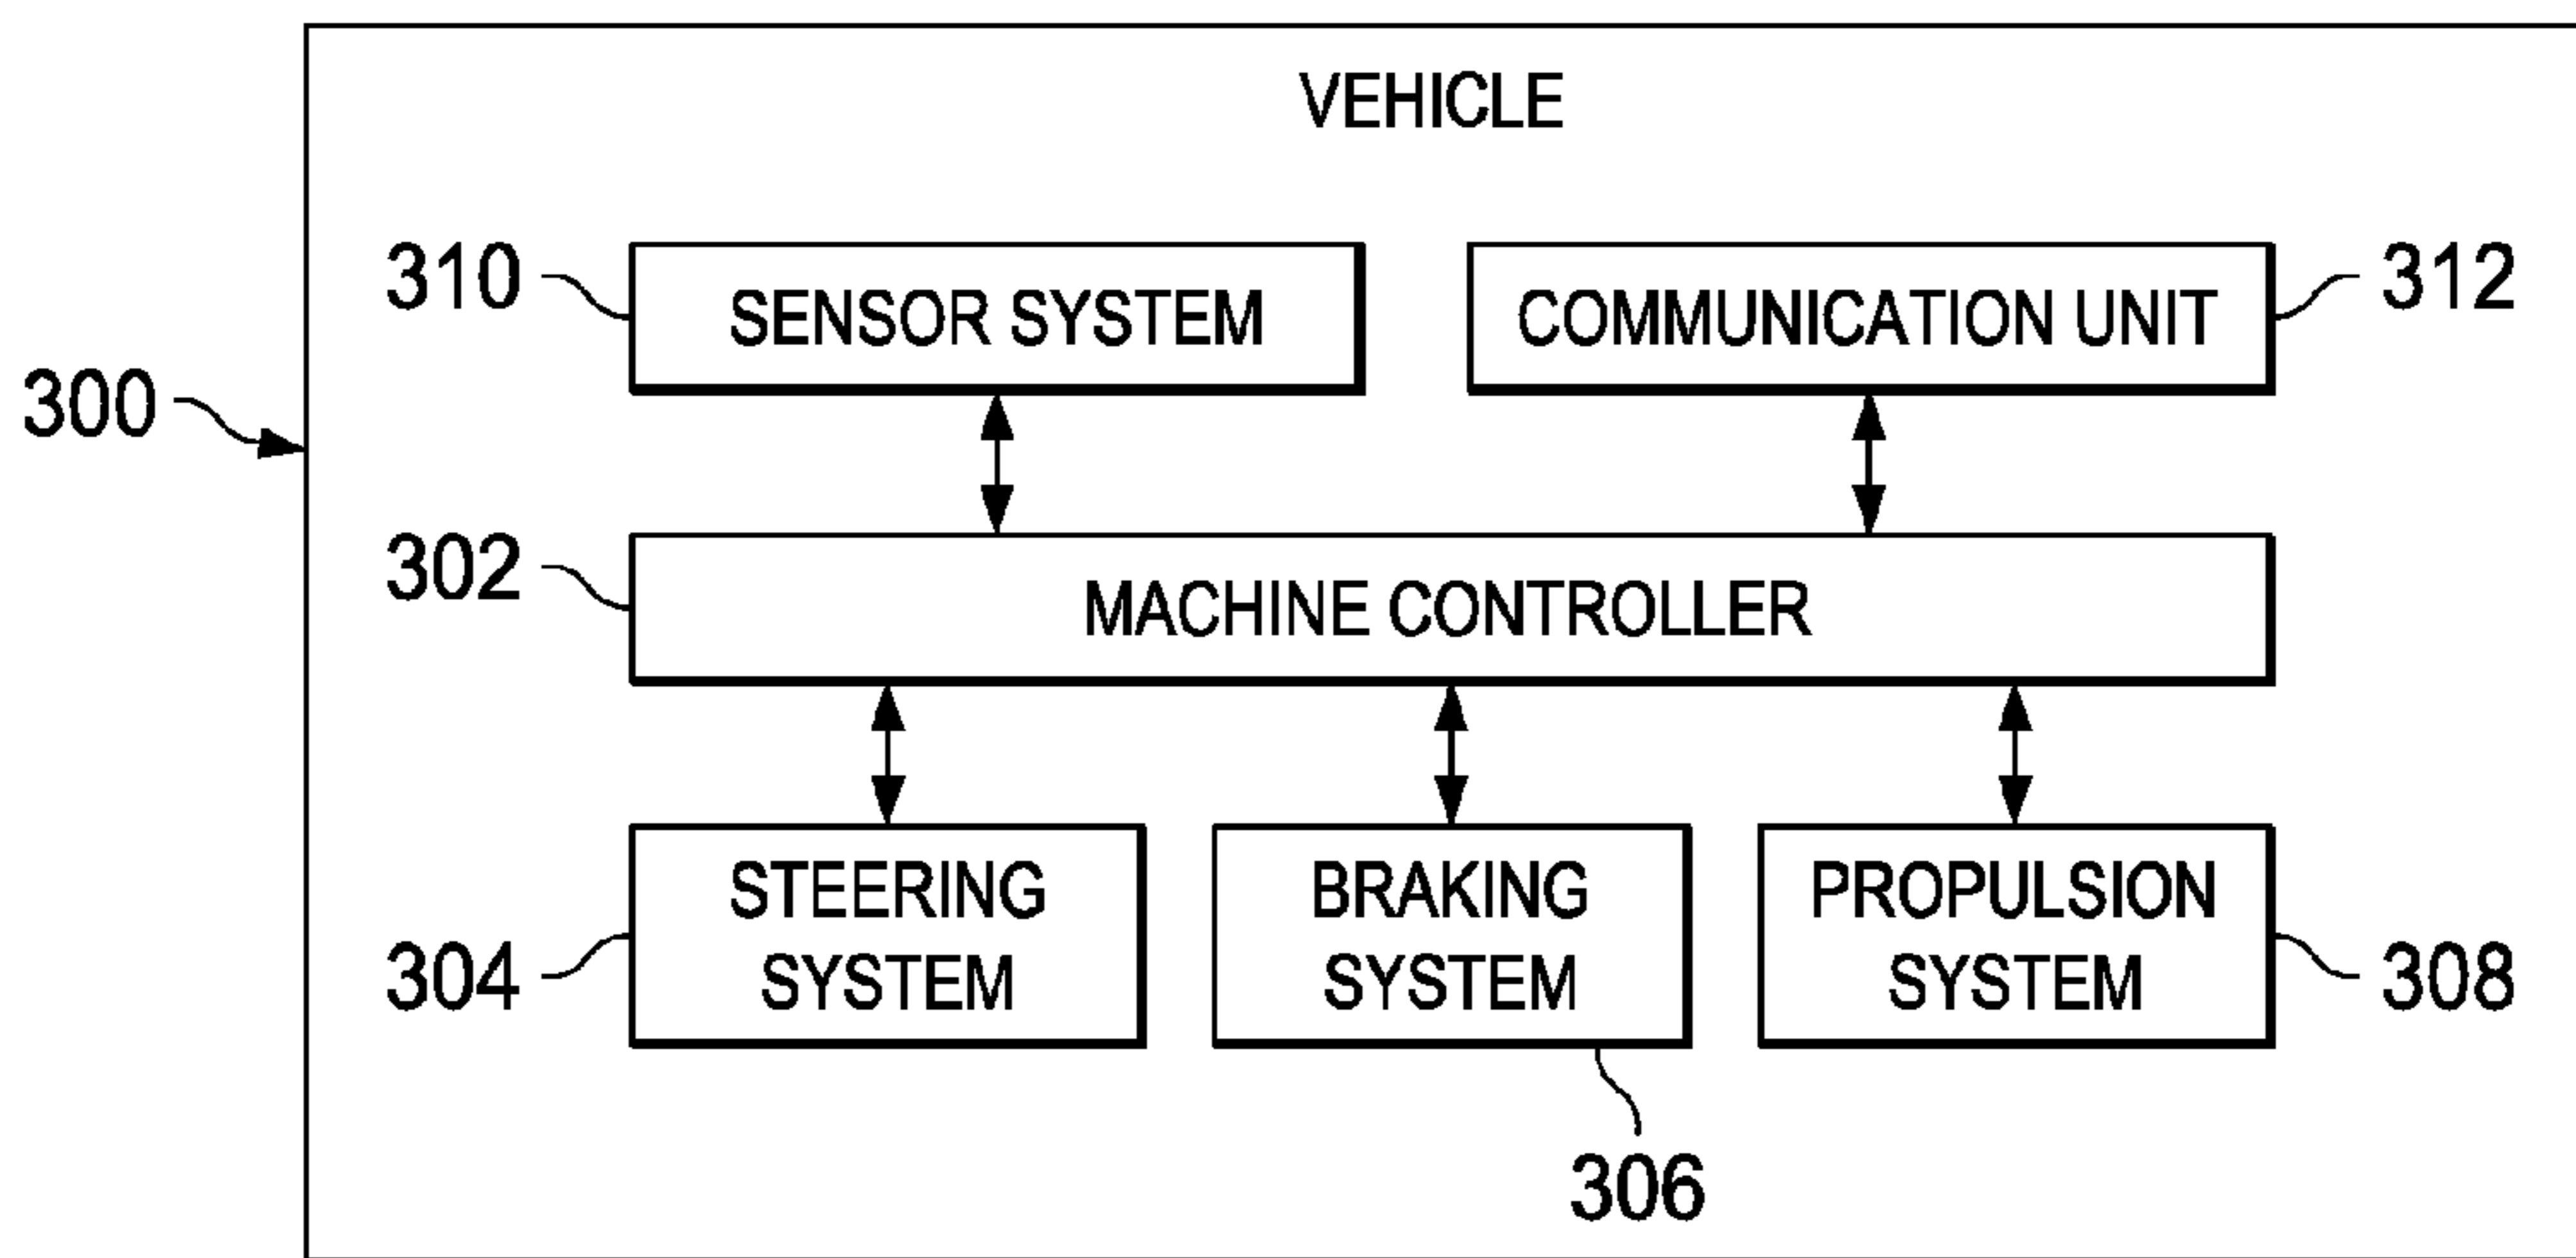 VEHICLE
310
SENSOR SYSTEM
COMMUNICATION UNIT
312
300
302
MACHINE CONTROLLER
304
STEERING
SYSTEM
BRAKING
SYSTEM
PROPULSION
SYSTEM
308
306